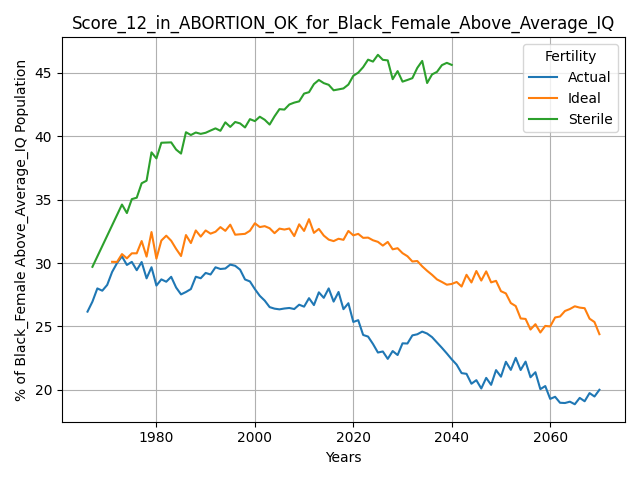 Score_12_in_ABORTION_OK_for_Black_Female_Above_Average_IQ
% of Black_Female Above_Average_IQ Population
45
40
35
30
25
20
Fertility
Actual
Ideal
Sterile
1980
2000
2020
2040
2060
Years